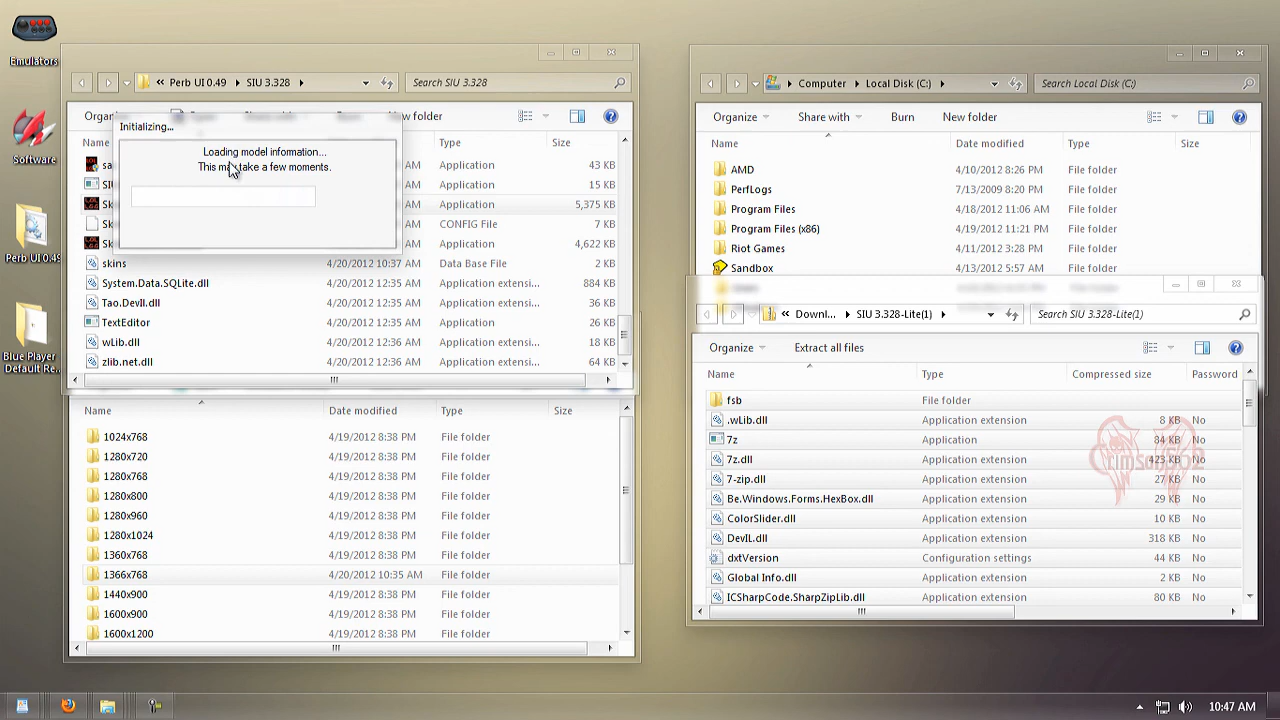 Emulators
Software
Perb UI 0.49
Blue Player
Default Re...
Perb UI 0.49
SIU 3.328
Search SIU 3.328
Initializing...
Loading model information...
This may take a few moments.
New folder
Name
Type
Size
AM
Application
43 KB
SIU
AM
Application
15 KB
Sk
AM
Application
5,375 KB
Sk
AM
CONFIG File
7 KB
Sk
AM
Application
4,622 KB
skins
4/20/2012 10:37 AM
Data Base File
2 KB
System.Data.SQLite.dll
4/20/2012 12:35 AM
Application extensi...
884 KB
Tao.DevIl.dll
4/20/2012 12:35 AM
Application extensi...
36 KB
TextEditor
4/20/2012 12:35 AM
Application
26 KB
wLib.dll
4/20/2012 12:36 AM
Application extensi...
18 KB
zlib.net.dll
4/20/2012 12:36 AM
Application extensi...
64 KB
Name
Date modified
Type
Size
1024x768
4/19/2012 8:38 PM
File folder
1280x720
4/19/2012 8:38 PM
File folder
1280x768
4/19/2012 8:38 PM
File folder
1280x800
4/19/2012 8:38 PM
File folder
1280x960
4/19/2012 8:38 PM
File folder
1280x1024
4/19/2012 8:38 PM
File folder
1360x768
4/19/2012 8:38 PM
File folder
1366x768
4/20/2012 10:35 AM
File folder
1440x900
4/19/2012 8:38 PM
File folder
1600x900
4/19/2012 8:38 PM
File folder
1600x1200
4/19/2012 8:38 PM
File folder
Computer
Local Disk (C:)
Search Local Disk (C:)
Organize
Share with
Burn
New folder
Name
Date modified
Type
Size
AMD
4/10/2012 8:26 PM
File folder
PerfLogs
7/13/2009 8:20 PM
File folder
Program Files
4/18/2012 11:06 AM
File folder
Program Files (x86)
4/19/2012 11:21 PM
File folder
Riot Games
4/11/2012 3:28 PM
File folder
Sandbox
4/13/2012 5:57 AM
File folder
Downl...
SIU 3.328-Lite(1)
Search SIU 3.328-Lite(1)
Organize
Extract all files
Name
Type
Compressed size
Password
fsb
File folder
.wLib.dll
Application extension
8 KB
No
7z
Application
84 KB
No
7z.dll
Application extension
423 KB
No
7-zip.dll
Application extension
27 KB
No
Be.Windows.Forms.HexBox.dll
Application extension
29 KB
No
ColorSlider.dll
Application extension
10 KB
No
DevIL.dll
Application extension
318 KB
No
dxtVersion
Configuration settings
44 KB
No
Global Info.dll
Application extension
2 KB
No
ICSharpCode.SharpZipLib.dll
Application extension
80 KB
No
10:47 AM